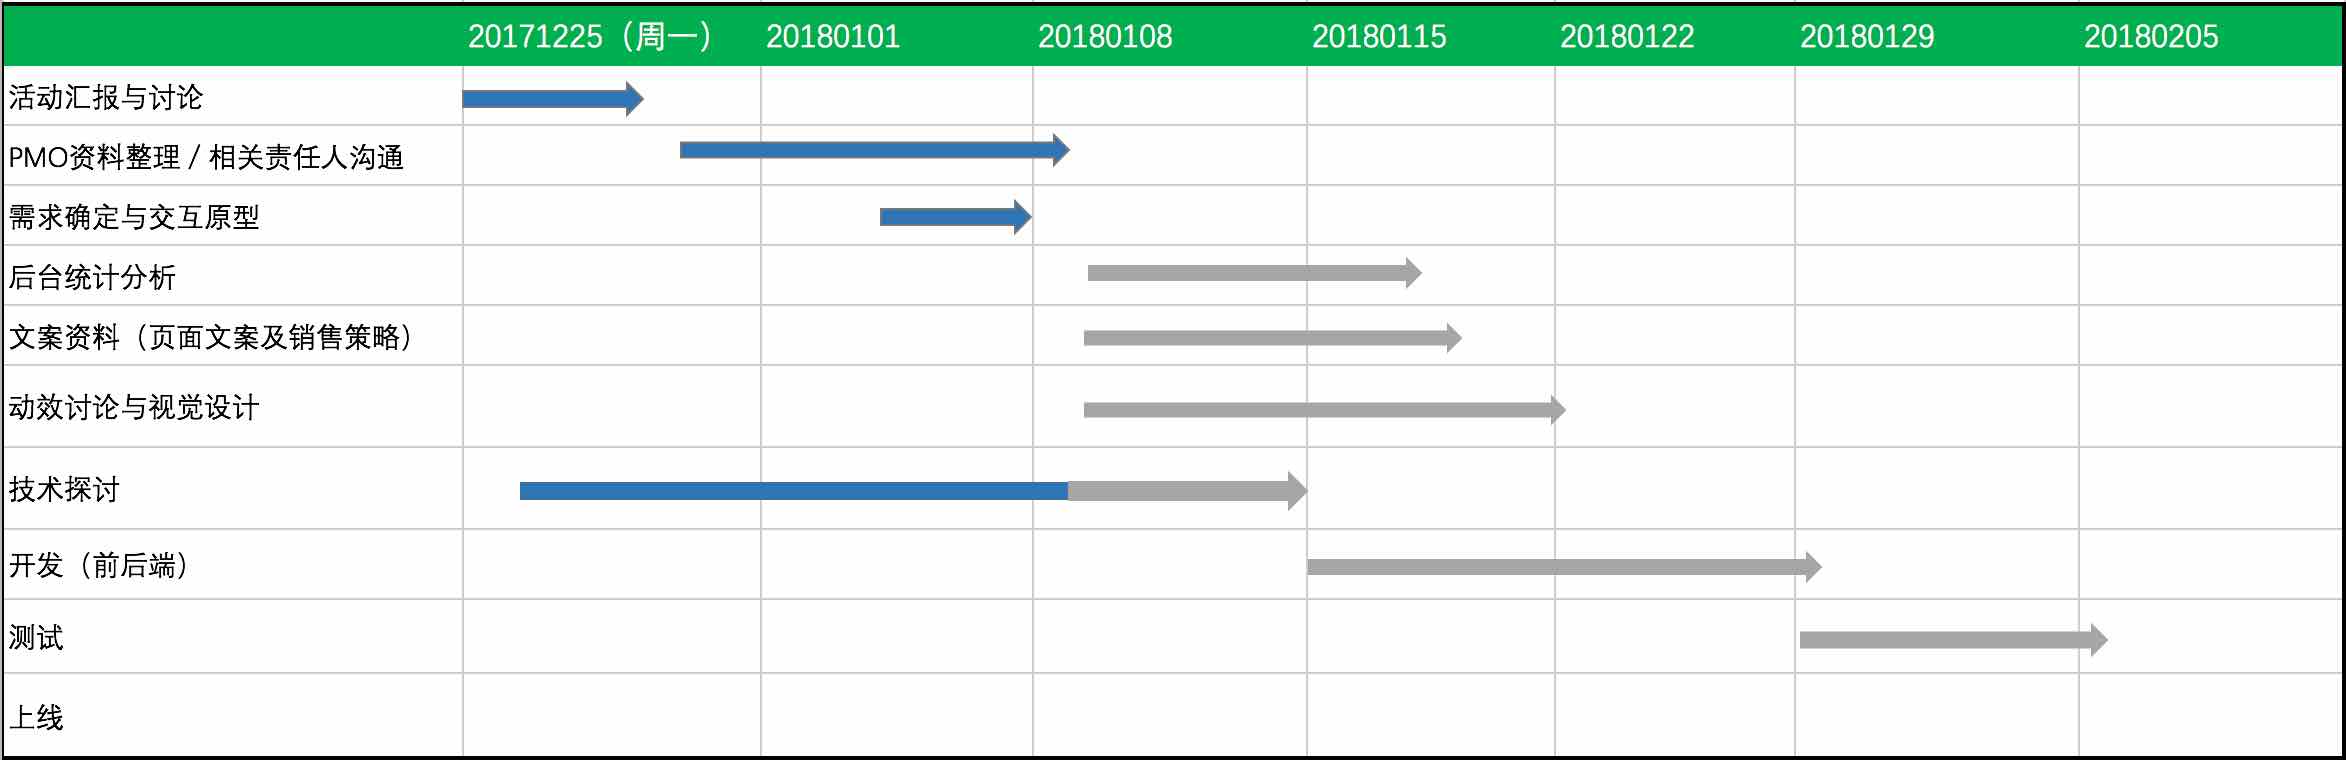 20171225（周一） 20180101 20180108 20180115 20180122 20180129 20180205
活动汇报与讨论
PMO资料整理 / 相关责任人沟通
需求确定与交互原型
后台统计分析
文案资料（页面文案及销售策略）
动效讨论与视觉设计
技术探讨
开发（前后端）
测试
上线